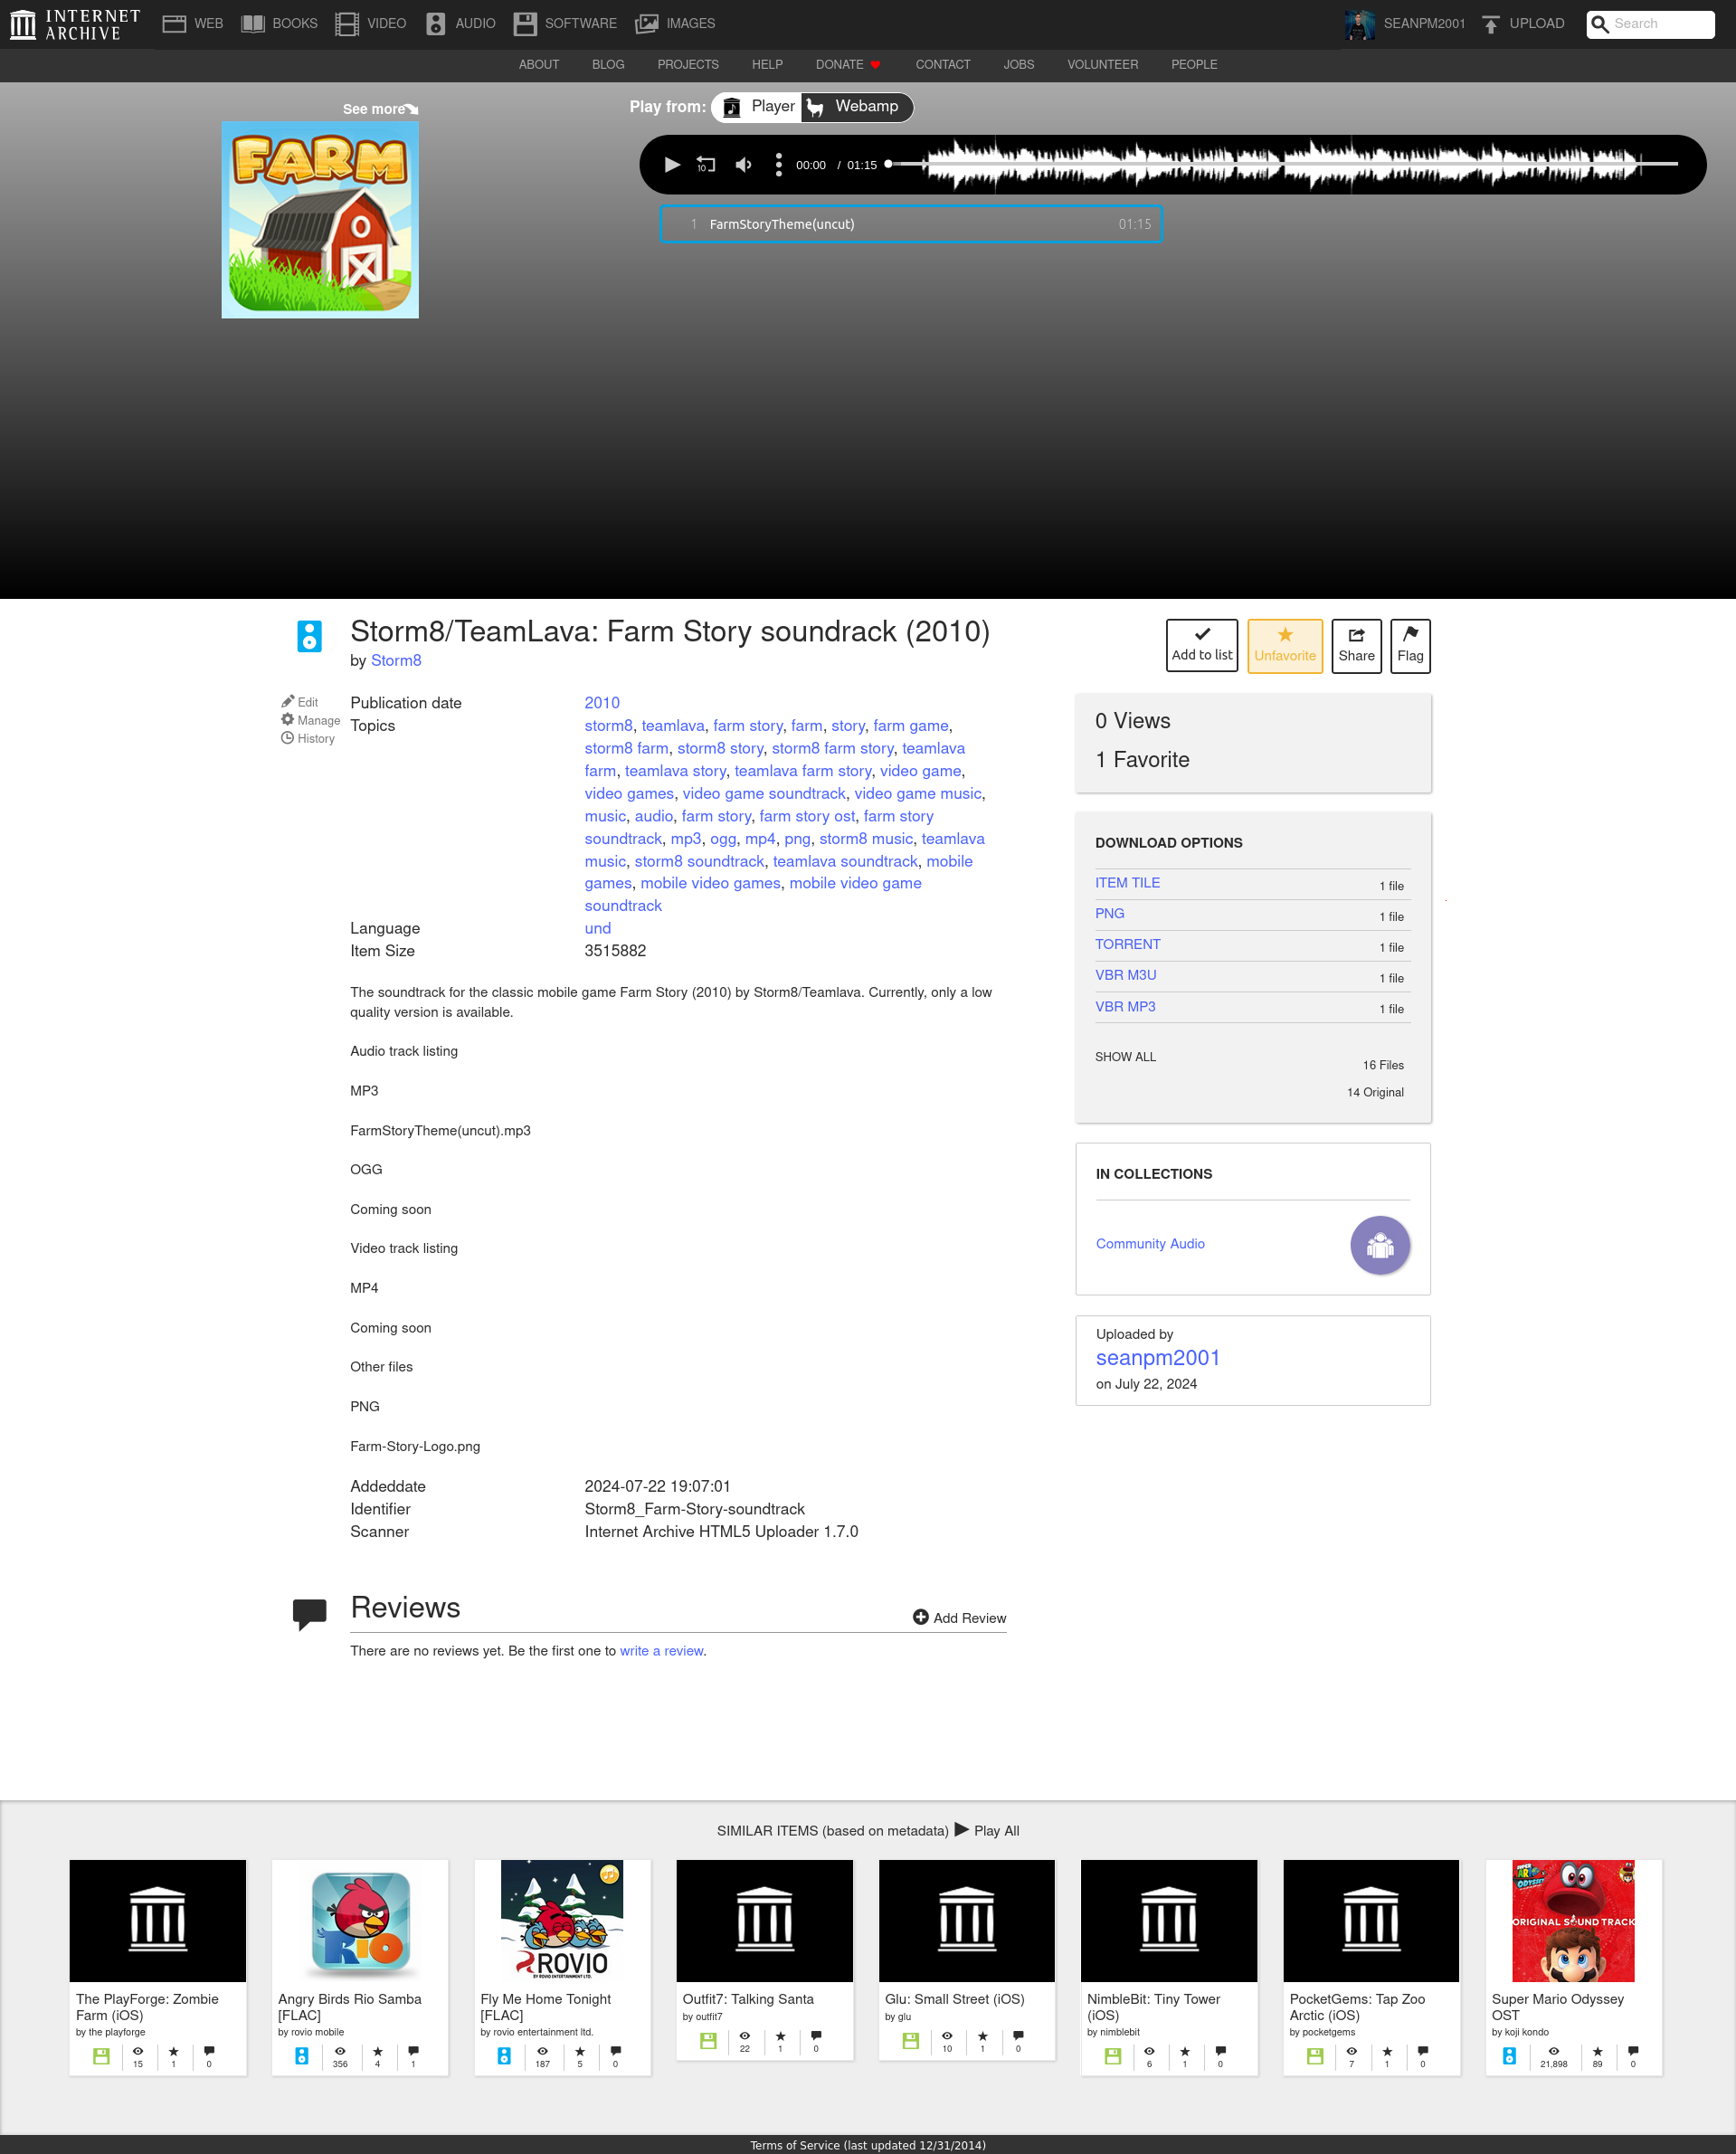 INTERNET ARCHIVE
WEB BOOKS VIDEO AUDIO SOFTWARE IMAGES SEANPM2001 UPLOAD Search
ABOUT BLOG PROJECTS HELP DONATE CONTACT JOBS VOLUNTEER PEOPLE
See more
Play from: Player Webamp
FARM
10 00:00 / 01:15
1 FarmStoryTheme(uncut) 01:15
Storm8/TeamLava: Farm Story soundrack (2010)
by Storm8
Add to list Unfavorite Share Flag
Edit
Manage
History
Publication date 2010
Topics storm8, teamlava, farm story, farm, story, farm game,
storm8 farm, storm8 story, storm8 farm story, teamlava
farm, teamlava story, teamlava farm story, video game,
video games, video game soundtrack, video game music,
music, audio, farm story, farm story ost, farm story
soundtrack, mp3, ogg, mp4, png, storm8 music, teamlava
music, storm8 soundtrack, teamlava soundtrack, mobile
games, mobile video games, mobile video game
soundtrack
Language und
Item Size 3515882
The soundtrack for the classic mobile game Farm Story (2010) by Storm8/Teamlava. Currently, only a low
quality version is available.
Audio track listing
MP3
FarmStoryTheme(uncut).mp3
OGG
Coming soon
Video track listing
MP4
Coming soon
Other files
PNG
Farm-Story-Logo.png
Addeddate 2024-07-22 19:07:01
Identifier Storm8_Farm-Story-soundtrack
Scanner Internet Archive HTML5 Uploader 1.7.0
0 Views
1 Favorite
DOWNLOAD OPTIONS
ITEM TILE 1 file
PNG 1 file
TORRENT 1 file
VBR M3U 1 file
VBR MP3 1 file
SHOW ALL 16 Files
14 Original
IN COLLECTIONS
Community Audio
Uploaded by
seanpm2001
on July 22, 2024
Reviews
Add Review
There are no reviews yet. Be the first one to write a review.
SIMILAR ITEMS (based on metadata) Play All
The PlayForge: Zombie
Farm (iOS)
by the playforge
15 1 0
RIO
Angry Birds Rio Samba
[FLAC]
by rovio mobile
356 4 1
ROVIO
BY ROVIO ENTERTAINMENT LTD.
Fly Me Home Tonight
[FLAC]
by rovio entertainment ltd.
187 5 0
Outfit7: Talking Santa
by outfit7
22 1 0
Glu: Small Street (iOS)
by glu
10 1 0
NimbleBit: Tiny Tower
(iOS)
by nimblebit
6 1 0
PocketGems: Tap Zoo
Arctic (iOS)
by pocketgems
7 1 0
ODYSSEY
ORIGINAL SOUND TRACK
Super Mario Odyssey
OST
by koji kondo
21,898 89 0
Terms of Service (last updated 12/31/2014)